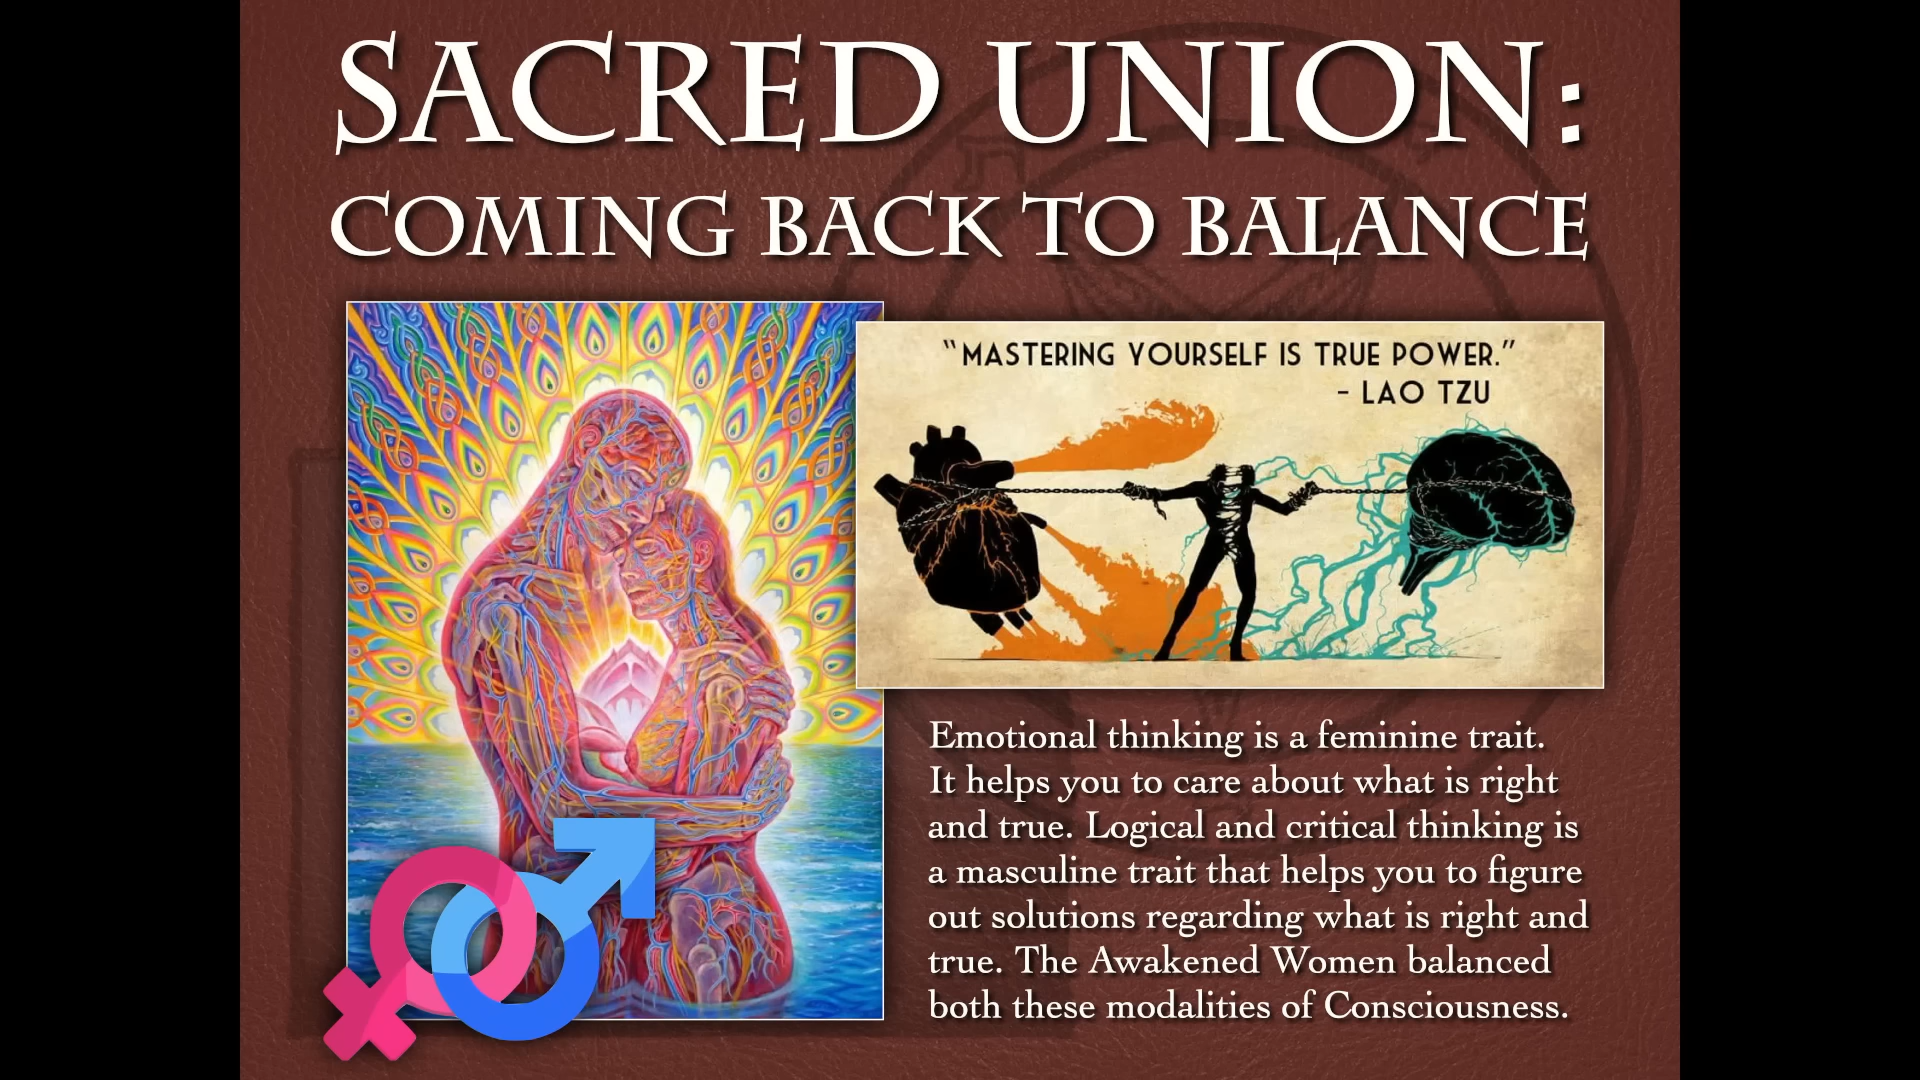 SACRED UNION:
COMING BACK TO BALANCE
“MASTERING YOURSELF IS TRUE POWER.”
- LAO TZU
Emotional thinking is a feminine trait.
It helps you to care about what is right
and true. Logical and critical thinking is
a masculine trait that helps you to figure
out solutions regarding what is right and
true. The Awakened Women balanced
both these modalities of Consciousness.